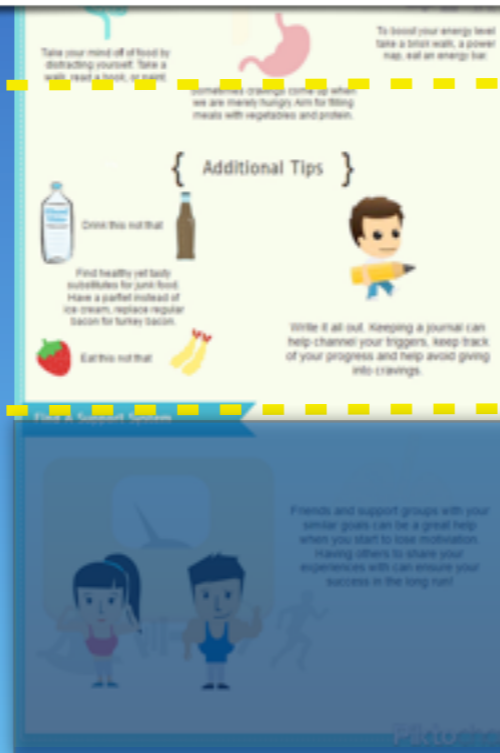 Take your mind off of food by
distracting yourself. Take a
walk, read a book, or paint.
To boost your energy level
take a brisk walk, a power
nap, eat an energy bar.
Sometimes cravings come up when
we are merely hungry. Aim for filling
meals with vegetables and protein.
{ Additional Tips }
Drink this not that
Find healthy yet tasty
substitutes for junk food.
Have a parfait instead of
ice cream, replace regular
bacon for turkey bacon.
Eat this not that
Write it all out. Keeping a journal can
help channel your triggers, keep track
of your progress and help avoid giving
into cravings.
Find A Support System
Friends and support groups with your
similar goals can be a great help
when you start to lose motivation.
Having others to share your
experiences with can ensure your
success in the long run!